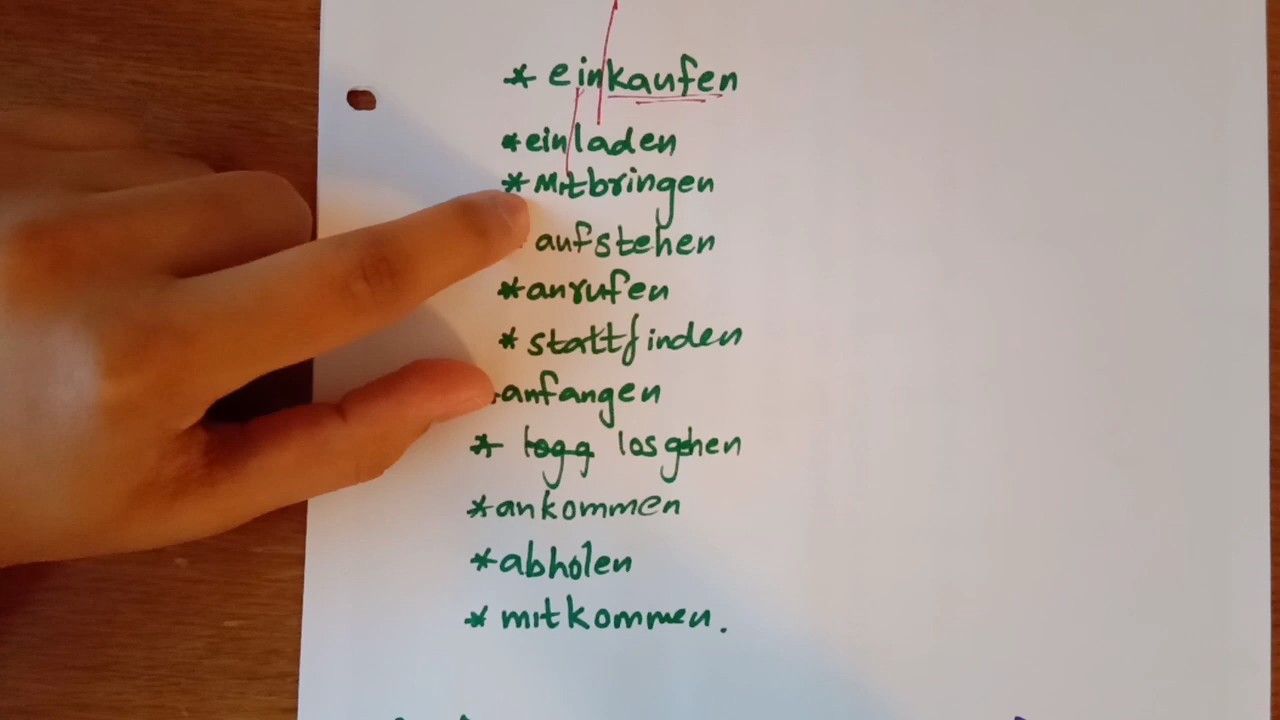 * einkaufen
* einladen
* Mitbringen
aufstehen
* anrufen
* stattfinden
anfangen
* losgehen
* ankommen
* abholen
* mitkommen.